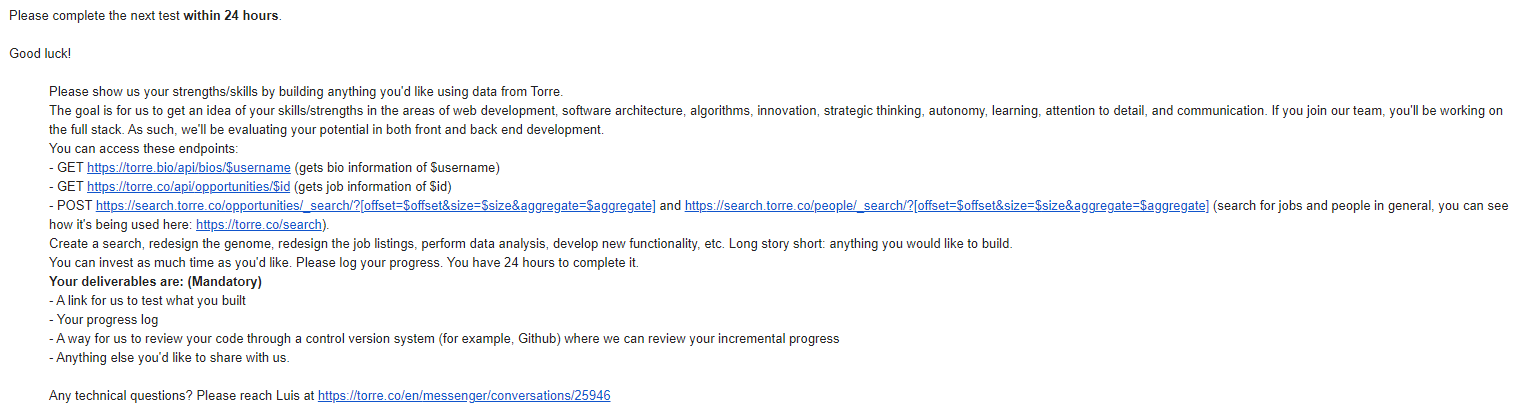 Please complete the next test within 24 hours.
Good luck!
Please show us your strengths/skills by building anything you'd like using data from Torre.
The goal is for us to get an idea of your skills/strengths in the areas of web development, software architecture, algorithms, innovation, strategic thinking, autonomy, learning, attention to detail, and communication. If you join our team, you'll be working on
the full stack. As such, we'll be evaluating your potential in both front and back end development.
You can access these endpoints:
- GET https://torre.bio/api/bios/$username (gets bio information of $username)
- GET https://torre.co/api/opportunities/$id (gets job information of $id)
- POST https://search.torre.co/opportunities/_search/?[offset=$offset&size=$size&aggregate=$aggregate] and https://search.torre.co/people/_search/?[offset=$offset&size=$size&aggregate=$aggregate] (search for jobs and people in general, you can see
how it's being used here: https://torre.co/search).
Create a search, redesign the genome, redesign the job listings, perform data analysis, develop new functionality, etc. Long story short: anything you would like to build.
You can invest as much time as you'd like. Please log your progress. You have 24 hours to complete it.
Your deliverables are: (Mandatory)
- A link for us to test what you built
- Your progress log
- A way for us to review your code through a control version system (for example, Github) where we can review your incremental progress
- Anything else you'd like to share with us.
Any technical questions? Please reach Luis at https://torre.co/en/messenger/conversations/25946